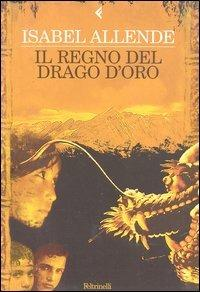 ISABEL ALLENDE
IL REGNO DEL
DRAGO D'ORO
Feltrinelli